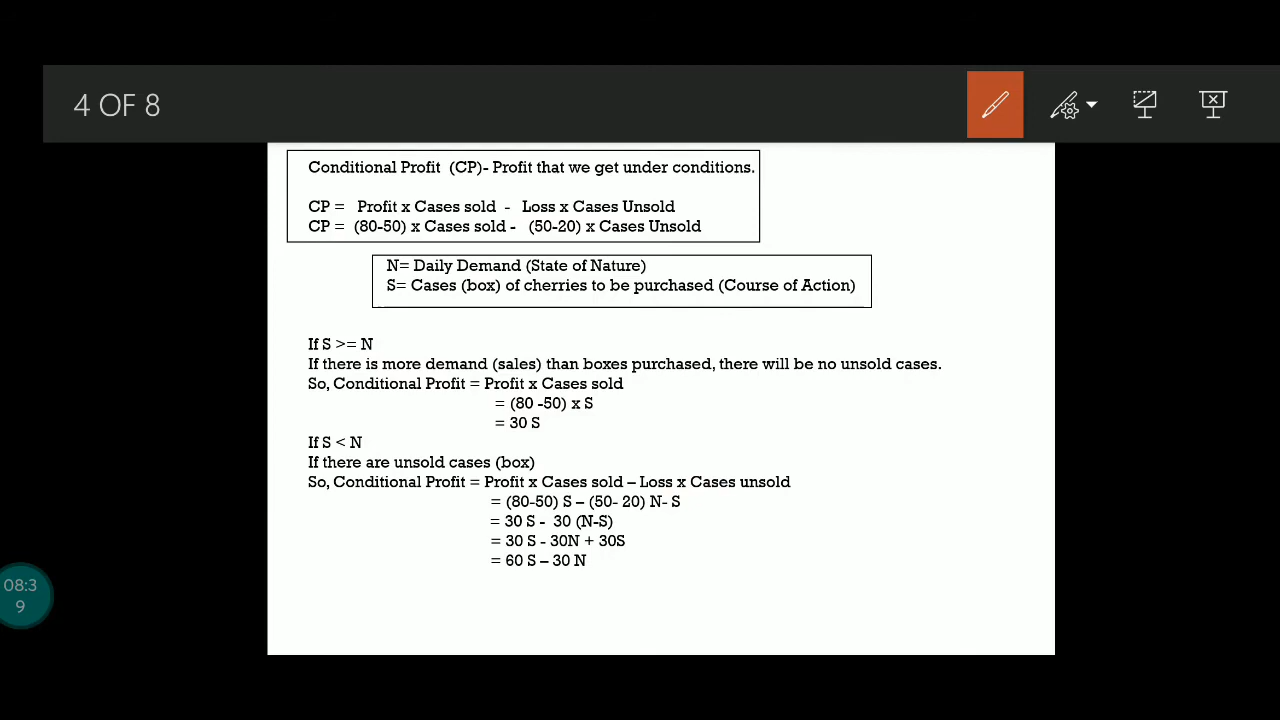 4 OF 8
Conditional Profit (CP)- Profit that we get under conditions.
CP = Profit x Cases sold - Loss x Cases Unsold
CP = (80-50) x Cases sold - (50-20) x Cases Unsold
N= Daily Demand (State of Nature)
S= Cases (box) of cherries to be purchased (Course of Action)
If S >= N
If there is more demand (sales) than boxes purchased, there will be no unsold cases.
So, Conditional Profit = Profit x Cases sold
= (80 -50) x S
= 30 S
If S < N
If there are unsold cases (box)
So, Conditional Profit = Profit x Cases sold – Loss x Cases unsold
= (80-50) S – (50- 20) N- S
= 30 S - 30 (N-S)
= 30 S - 30N + 30S
= 60 S – 30 N
08:3
9